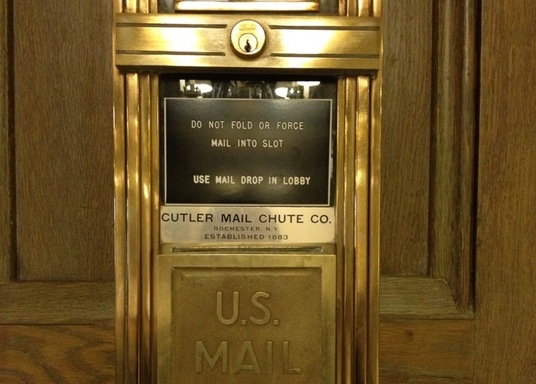 DO NOT FOLD OR FORCE
MAIL INTO SLOT
USE MAIL DROP IN LOBBY
CUTLER MAIL CHUTE CO.
ROCHESTER, N.Y.
ESTABLISHED 1883
U.S.
MAIL